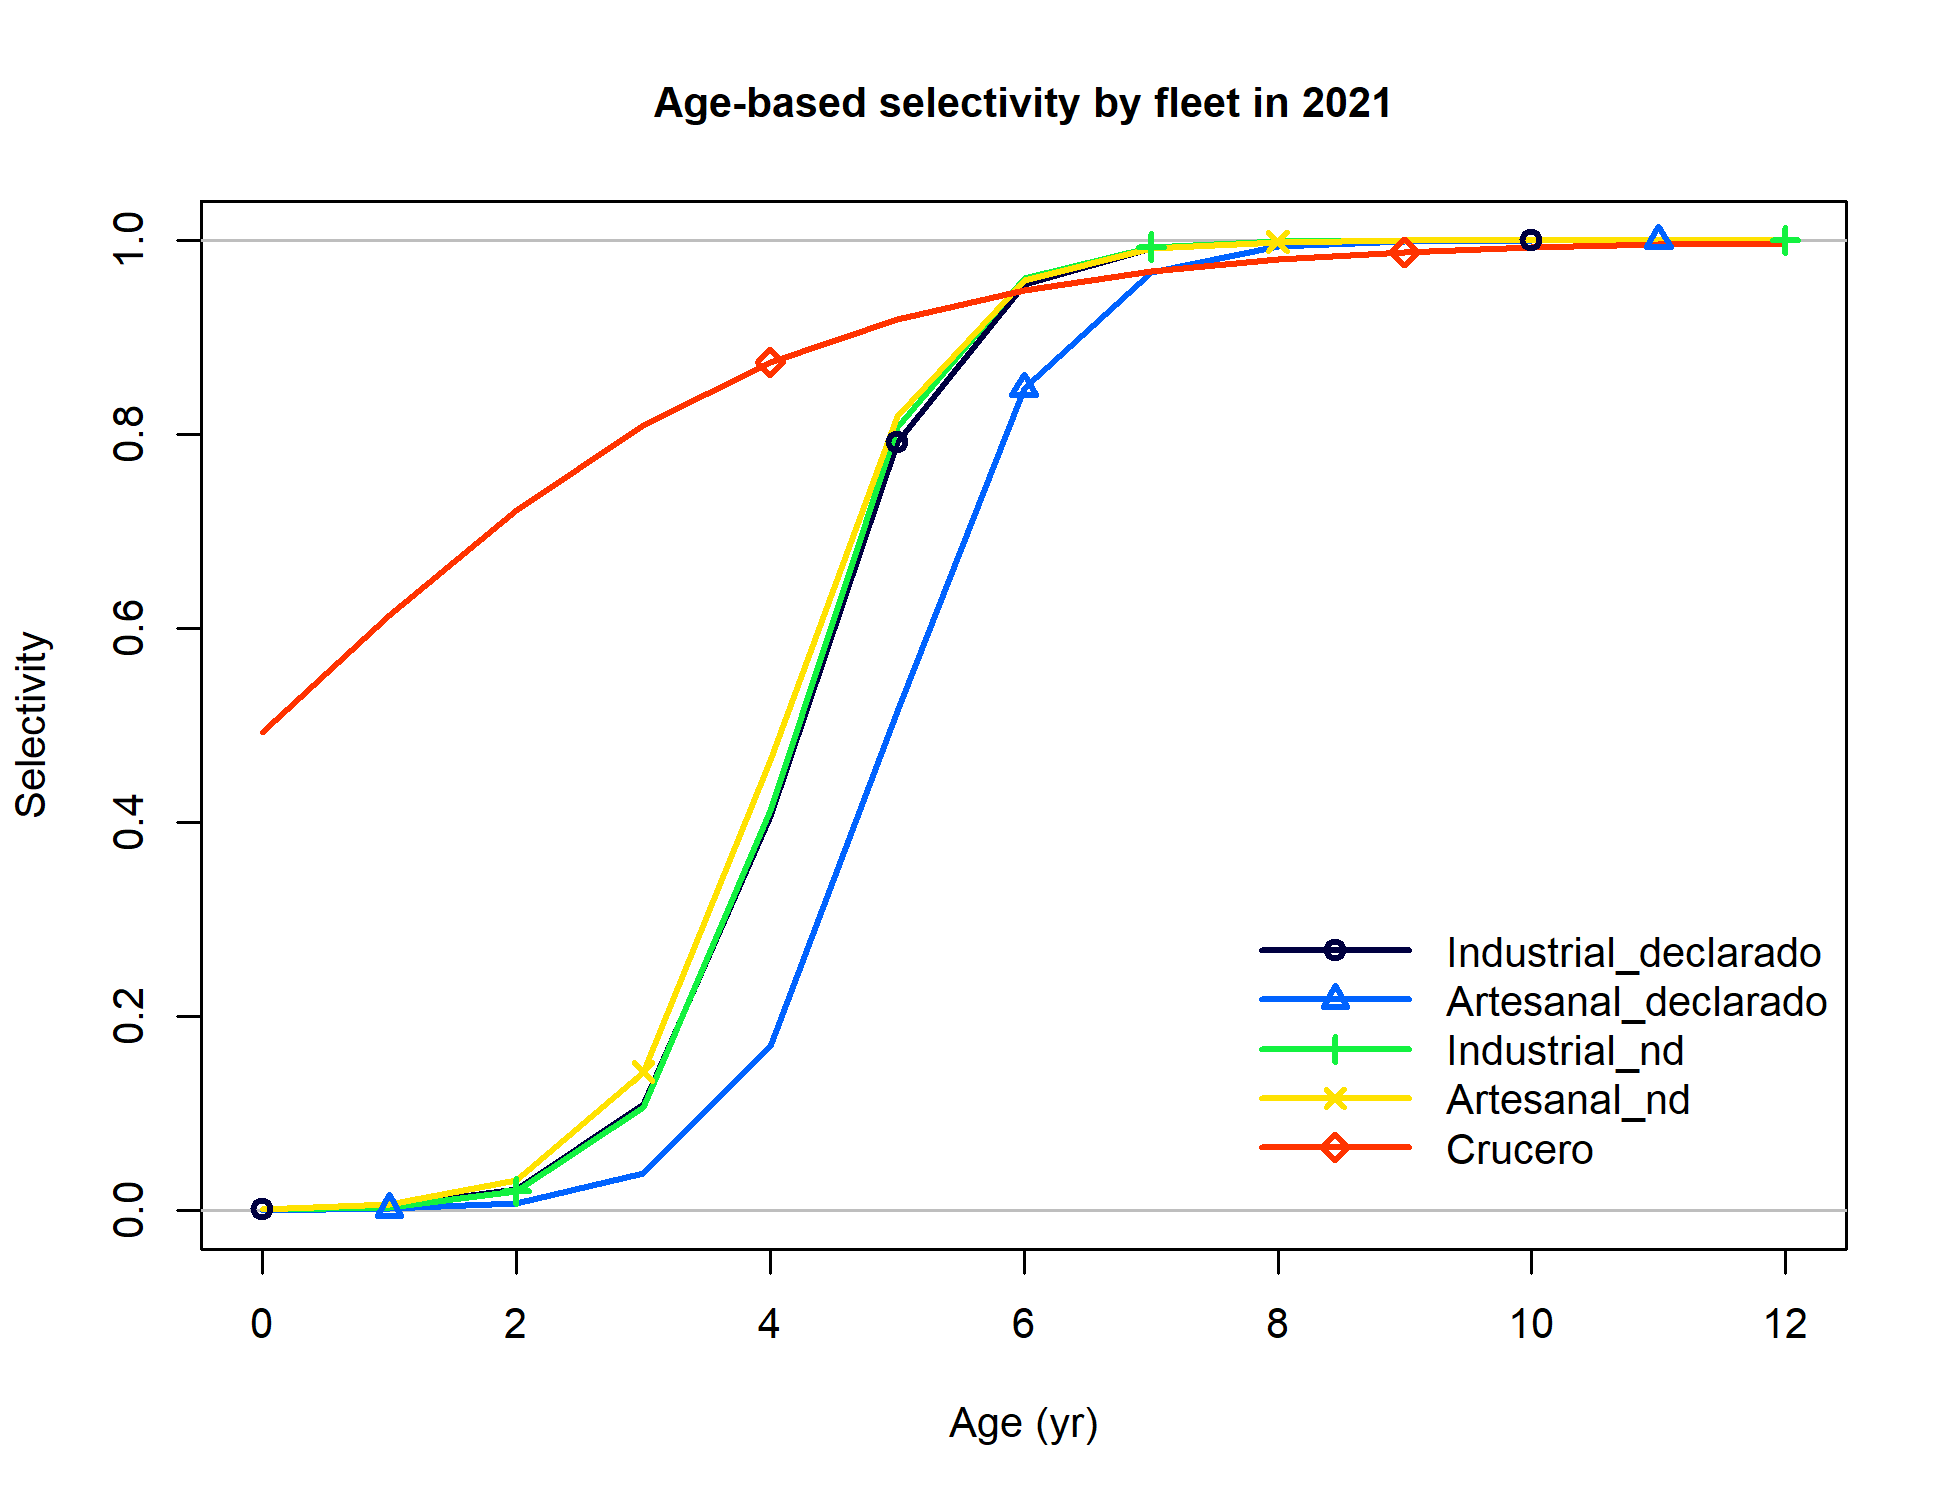 Age-based selectivity by fleet in 2021
Selectivity
1.0
0.8
0.6
0.4
0.2
0.0
Industrial_declarado
Artesanal_declarado
Industrial_nd
Artesanal_nd
Crucero
0 2 4 6 8 10 12
Age (yr)